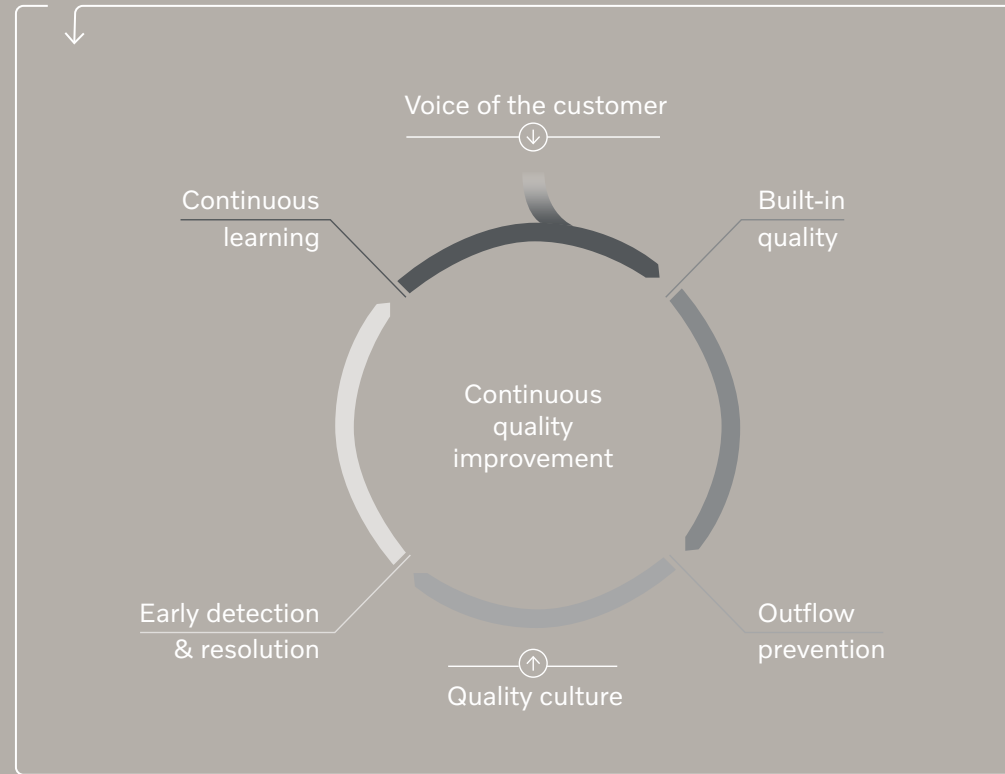 Voice of the customer
Continuous
learning
Built-in
quality
Continuous
quality
improvement
Early detection
& resolution
Outflow
prevention
Quality culture